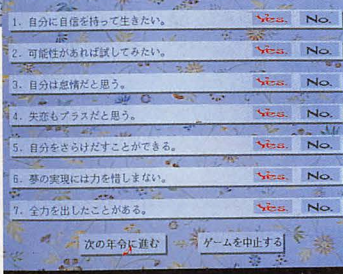 1. 自分に自信を持って生きたい。 Yes. No.
2. 可能性があれば試してみたい。 Yes. No.
3. 自分は怠惰だと思う。 Yes. No.
4. 失恋もプラスだと思う。 Yes. No.
5. 自分をさらけだすことができる。 Yes. No.
6. 夢の実現には力を惜しまない。 Yes. No.
7. 全力を出したことがある。 Yes. No.
次の年令に進む ゲームを中止する